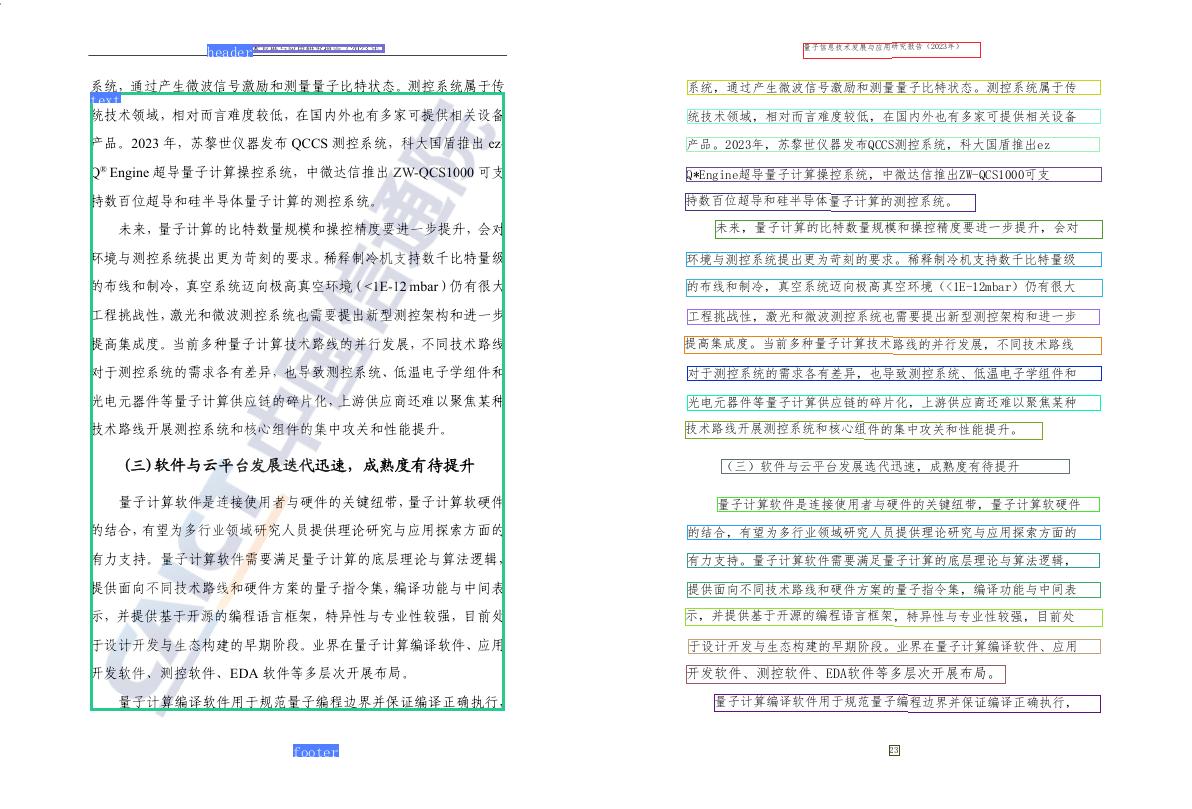 header
text
系统，通过产生微波信号激励和测量量子比特状态。测控系统属于传
统技术领域，相对而言难度较低，在国内外也有多家可提供相关设备
产品。2023 年，苏黎世仪器发布 QCCS 测控系统，科大国盾推出 ez-
Q® Engine 超导量子计算操控系统，中微达信推出 ZW-QCS1000 可支
持数百位超导和硅半导体量子计算的测控系统。
未来，量子计算的比特数量规模和操控精度要进一步提升，会对
环境与测控系统提出更为苛刻的要求。稀释制冷机支持数千比特量级
的布线和制冷，真空系统迈向极高真空环境（<1E-12 mbar）仍有很大
工程挑战性，激光和微波测控系统也需要提出新型测控架构和进一步
提高集成度。当前多种量子计算技术路线的并行发展，不同技术路线
对于测控系统的需求各有差异，也导致测控系统、低温电子学组件和
光电元器件等量子计算供应链的碎片化，上游供应商还难以聚焦某种
技术路线开展测控系统和核心组件的集中攻关和性能提升。
（三）软件与云平台发展迭代迅速，成熟度有待提升
量子计算软件是连接使用者与硬件的关键纽带，量子计算软硬件
的结合，有望为多行业领域研究人员提供理论研究与应用探索方面的
有力支持。量子计算软件需要满足量子计算的底层理论与算法逻辑，
提供面向不同技术路线和硬件方案的量子指令集，编译功能与中间表
示，并提供基于开源的编程语言框架，特异性与专业性较强，目前处
于设计开发与生态构建的早期阶段。业界在量子计算编译软件、应用
开发软件、测控软件、EDA 软件等多层次开展布局。
量子计算编译软件用于规范量子编程边界并保证编译正确执行，
CAICT 中国信通院
footer
量子信息技术发展与应用研究报告（2023年）
系统，通过产生微波信号激励和测量量子比特状态。测控系统属于传
统技术领域，相对而言难度较低，在国内外也有多家可提供相关设备
产品。2023年，苏黎世仪器发布QCCS测控系统，科大国盾推出ez
Q*Engine超导量子计算操控系统，中微达信推出ZW-QCS1000可支
持数百位超导和硅半导体量子计算的测控系统。
未来，量子计算的比特数量规模和操控精度要进一步提升，会对
环境与测控系统提出更为苛刻的要求。稀释制冷机支持数千比特量级
的布线和制冷，真空系统迈向极高真空环境（<1E-12mbar）仍有很大
工程挑战性，激光和微波测控系统也需要提出新型测控架构和进一步
提高集成度。当前多种量子计算技术路线的并行发展，不同技术路线
对于测控系统的需求各有差异，也导致测控系统、低温电子学组件和
光电元器件等量子计算供应链的碎片化，上游供应商还难以聚焦某种
技术路线开展测控系统和核心组件的集中攻关和性能提升。
（三）软件与云平台发展迭代迅速，成熟度有待提升
量子计算软件是连接使用者与硬件的关键纽带，量子计算软硬件
的结合，有望为多行业领域研究人员提供理论研究与应用探索方面的
有力支持。量子计算软件需要满足量子计算的底层理论与算法逻辑，
提供面向不同技术路线和硬件方案的量子指令集，编译功能与中间表
示，并提供基于开源的编程语言框架，特异性与专业性较强，目前处
于设计开发与生态构建的早期阶段。业界在量子计算编译软件、应用
开发软件、测控软件、EDA软件等多层次开展布局。
量子计算编译软件用于规范量子编程边界并保证编译正确执行，
23